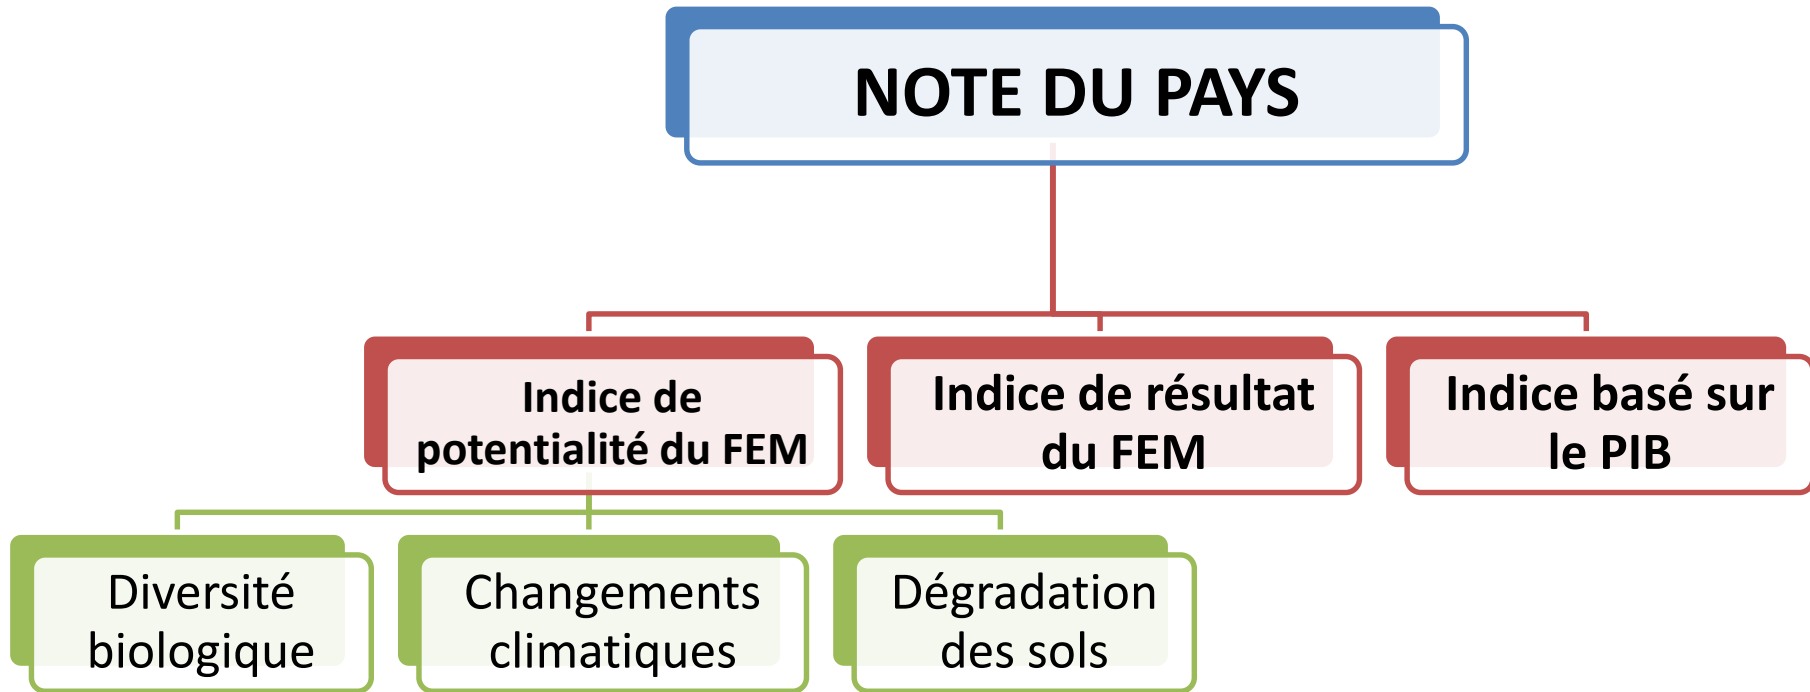 NOTE DU PAYS
Indice de
potentialité du FEM
Indice de résultat
du FEM
Indice basé sur
le PIB
Diversité
biologique
Changements
climatiques
Dégradation
des sols